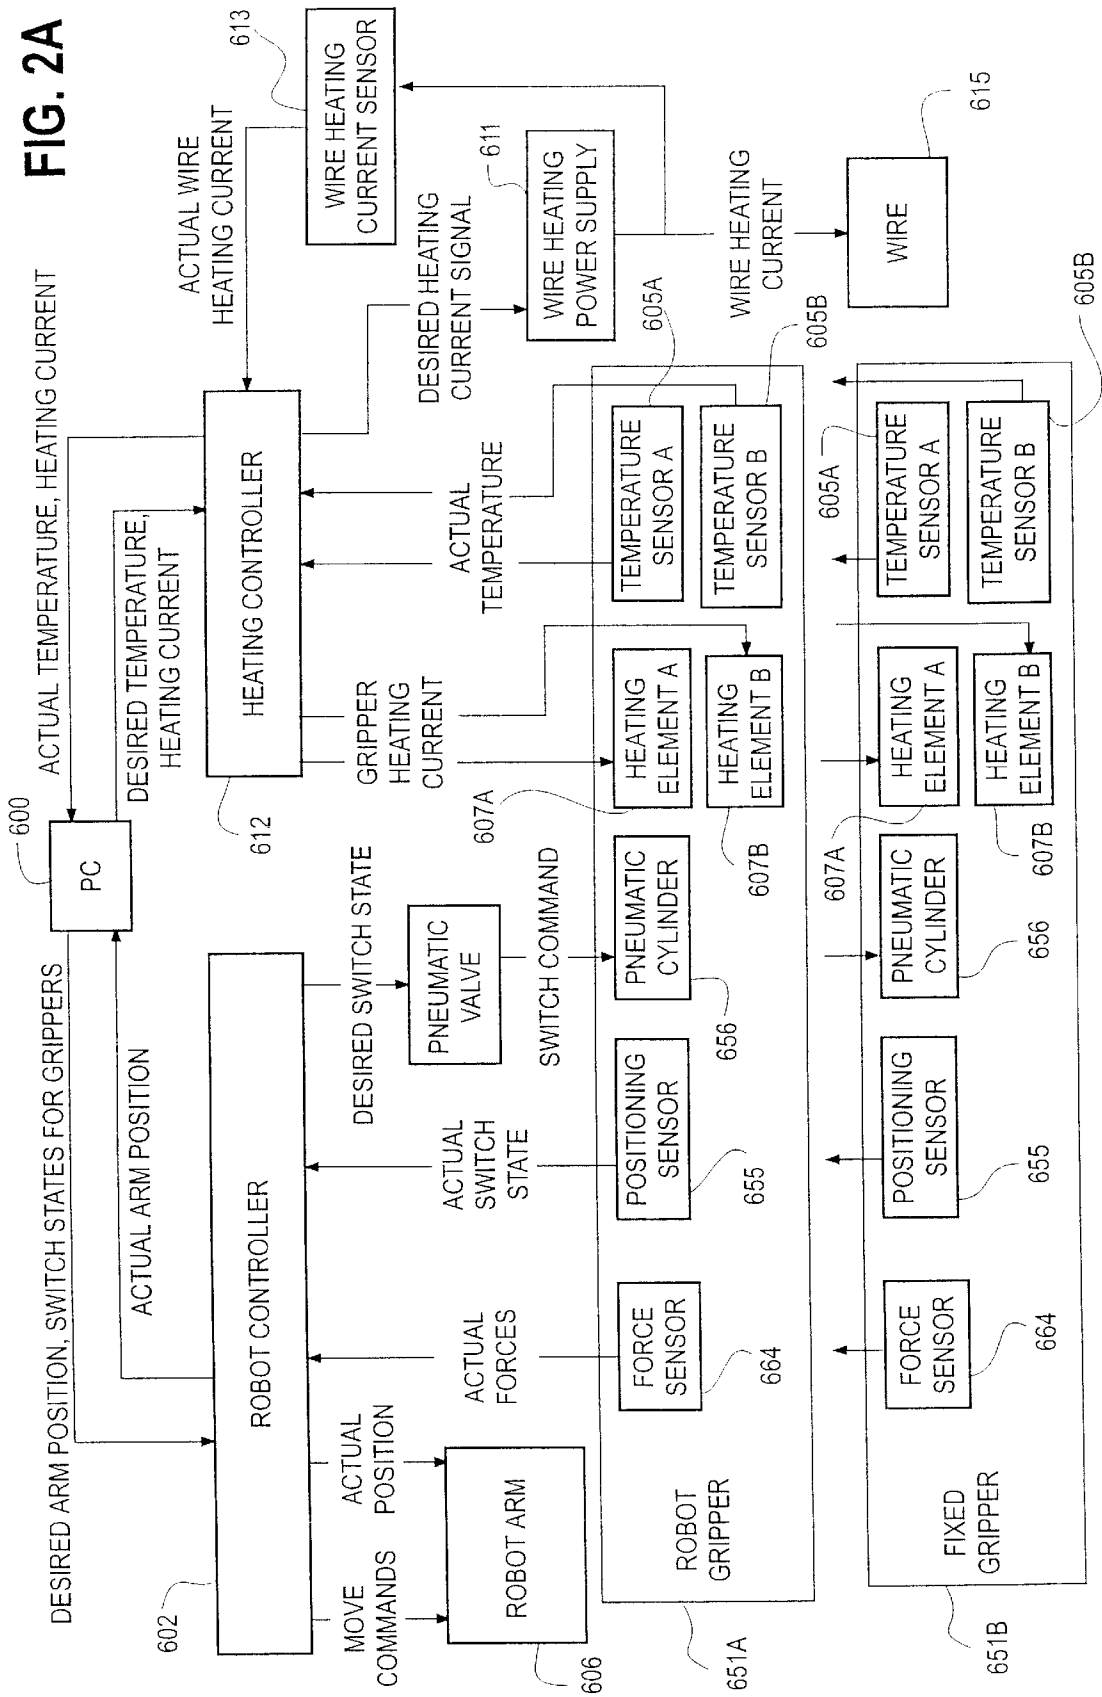 FIG. 2A
DESIRED ARM POSITION, SWITCH STATES FOR GRIPPERS
600
PC
ACTUAL TEMPERATURE, HEATING CURRENT
ACTUAL ARM POSITION
DESIRED TEMPERATURE,
HEATING CURRENT
ACTUAL WIRE
HEATING CURRENT
613
602
ROBOT CONTROLLER
612
HEATING CONTROLLER
WIRE HEATING
CURRENT SENSOR
MOVE
COMMANDS
ACTUAL
POSITION
ACTUAL
FORCES
ACTUAL
SWITCH
STATE
DESIRED SWITCH STATE
PNEUMATIC
VALVE
SWITCH COMMAND
GRIPPER
HEATING
CURRENT
ACTUAL
TEMPERATURE
DESIRED HEATING
CURRENT SIGNAL
611
WIRE HEATING
POWER SUPPLY
606
ROBOT ARM
651A
ROBOT
GRIPPER
FORCE
SENSOR
664
POSITIONING
SENSOR
655
PNEUMATIC
CYLINDER
656
607A
HEATING
ELEMENT A
607B
HEATING
ELEMENT B
TEMPERATURE
SENSOR A
605A
TEMPERATURE
SENSOR B
605B
WIRE HEATING
CURRENT
WIRE
615
651B
FIXED
GRIPPER
FORCE
SENSOR
664
POSITIONING
SENSOR
655
PNEUMATIC
CYLINDER
656
607A
HEATING
ELEMENT A
607B
HEATING
ELEMENT B
605A
TEMPERATURE
SENSOR A
TEMPERATURE
SENSOR B
605B